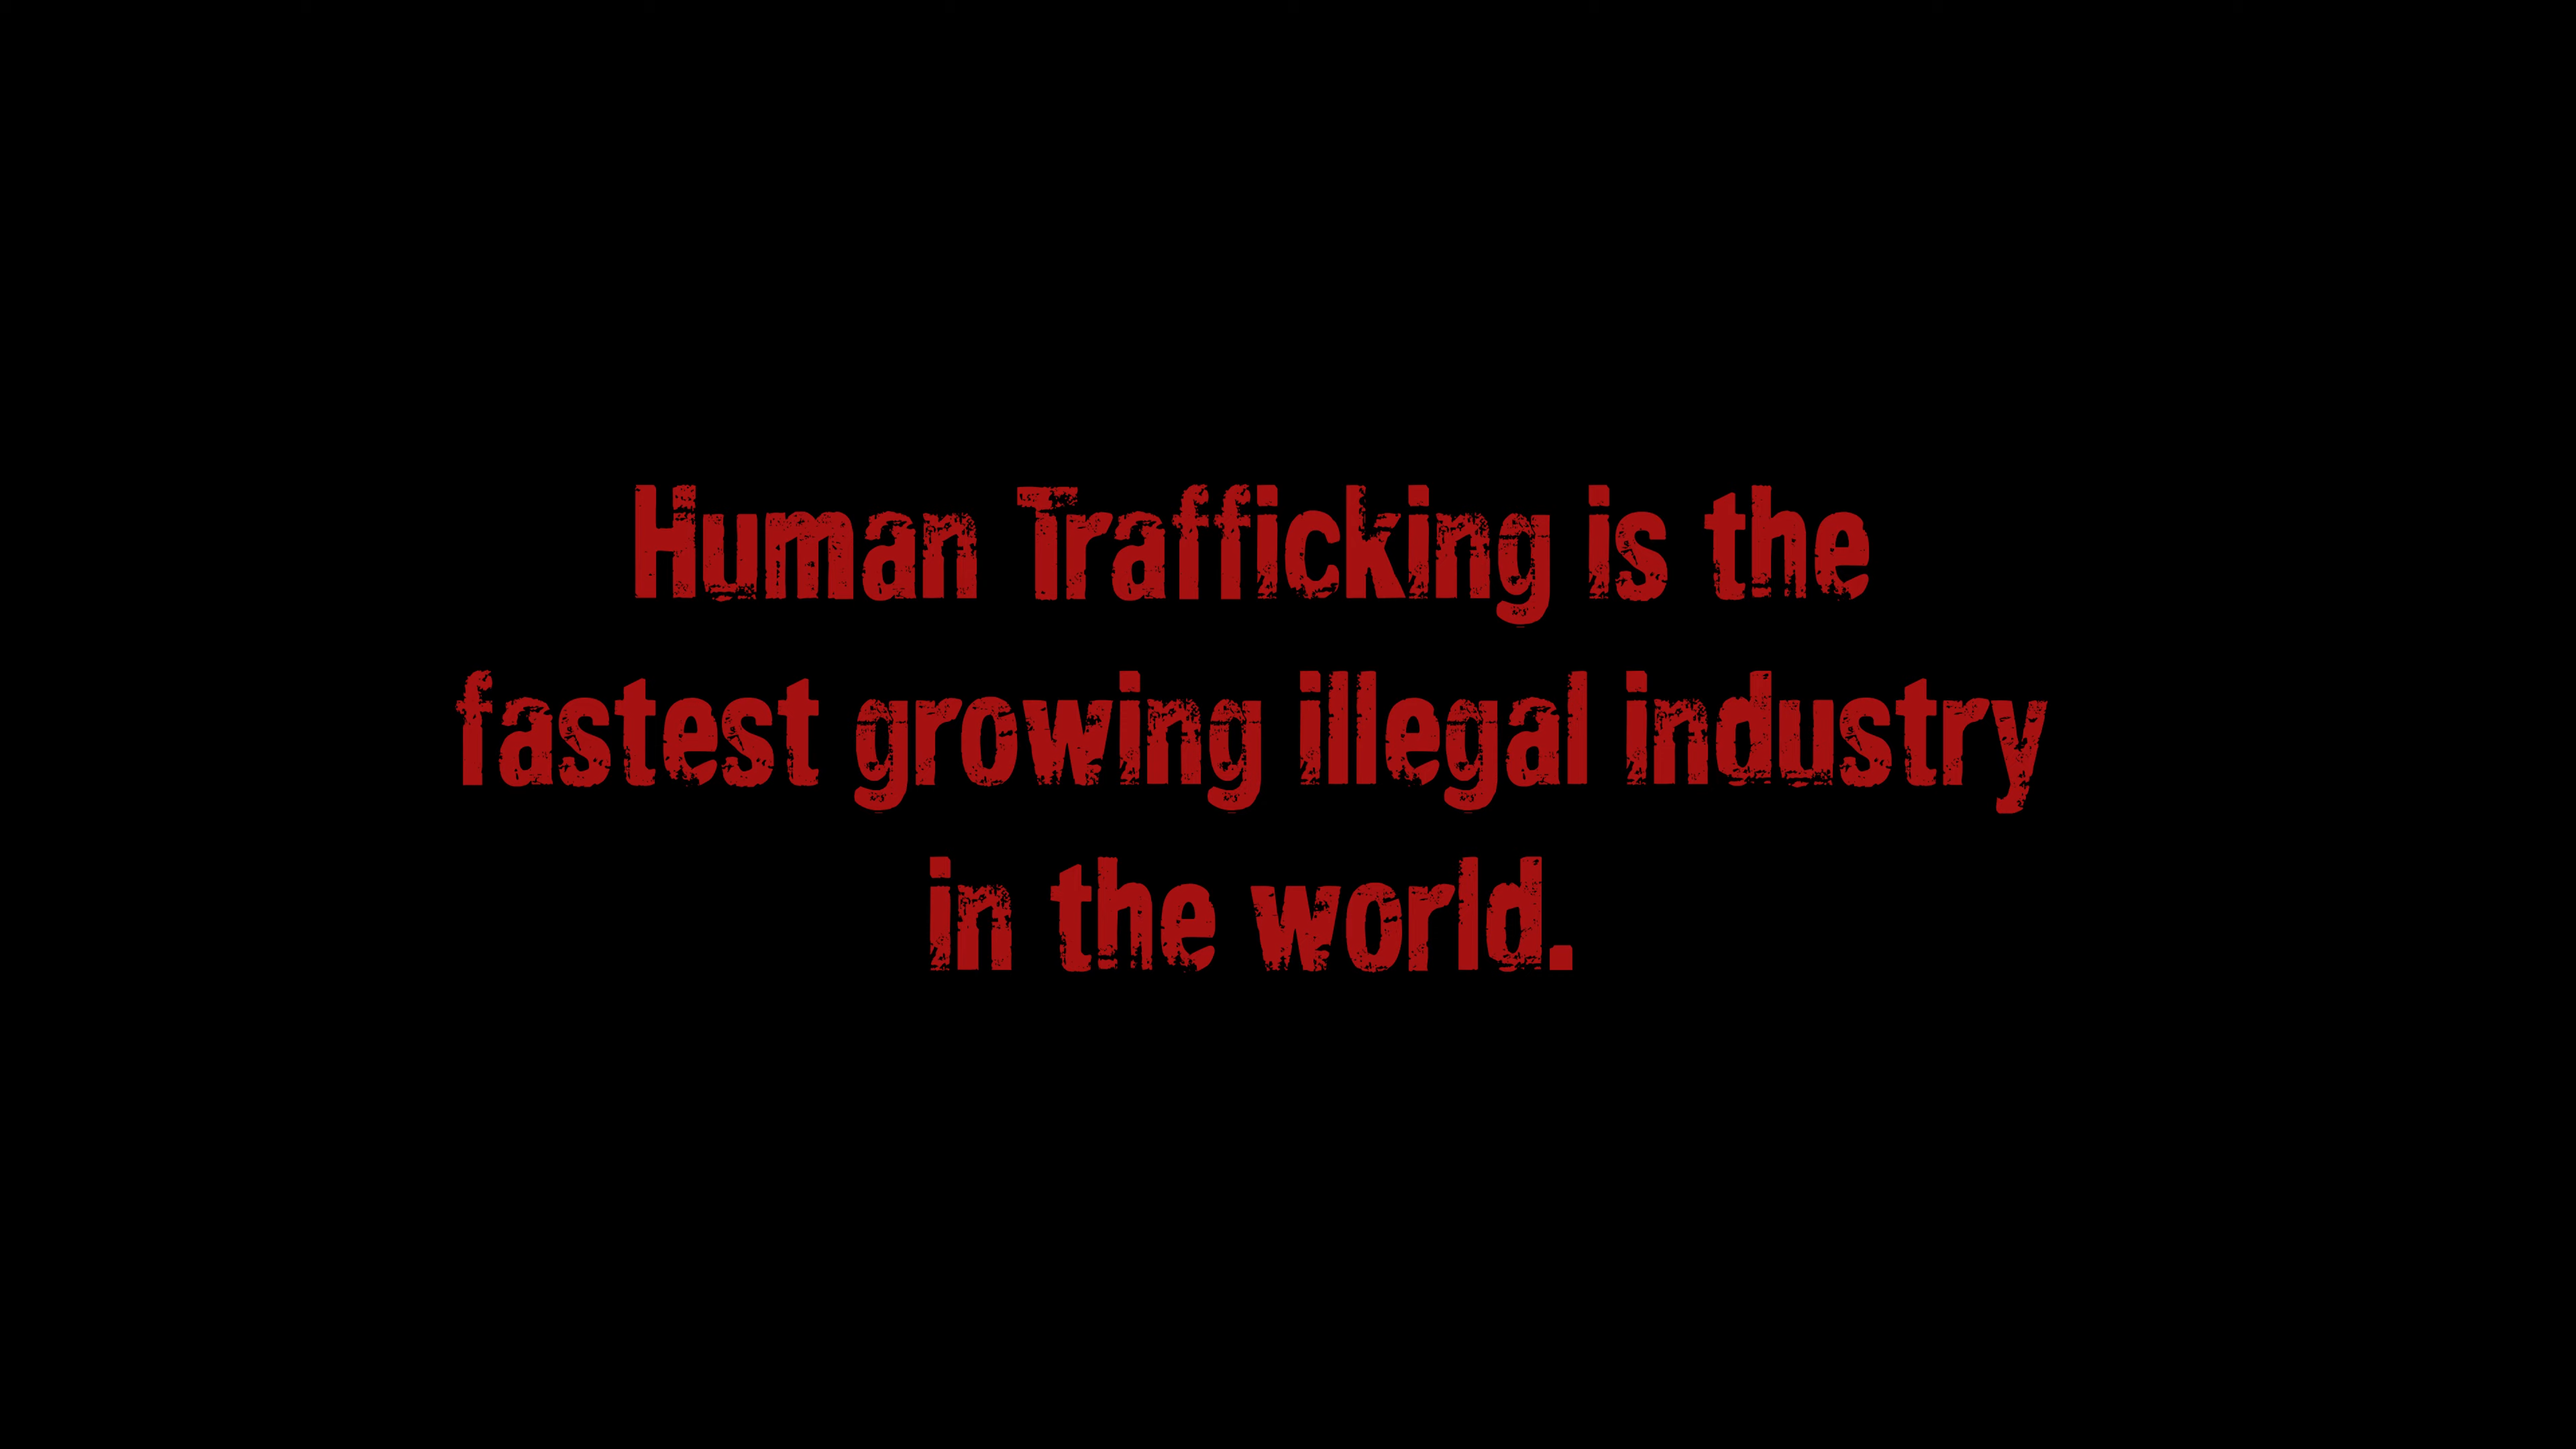 Human Trafficking is the
fastest growing illegal industry
in the world.